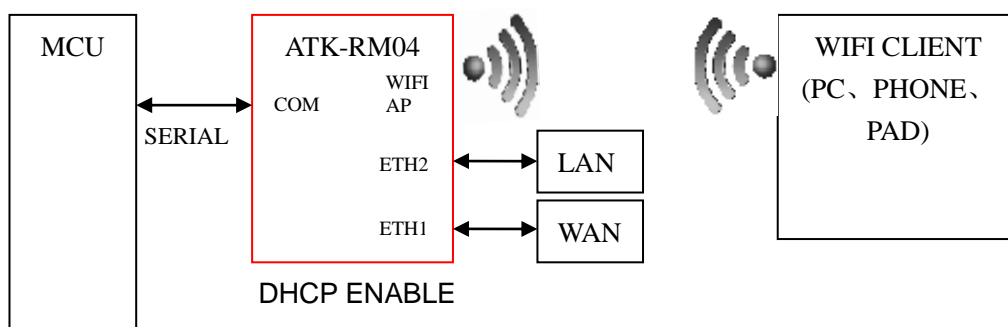 MCU
SERIAL
ATK-RM04
WIFI
AP
COM
ETH2
ETH1
LAN
WAN
DHCP ENABLE
WIFI CLIENT
(PC、PHONE、
PAD)